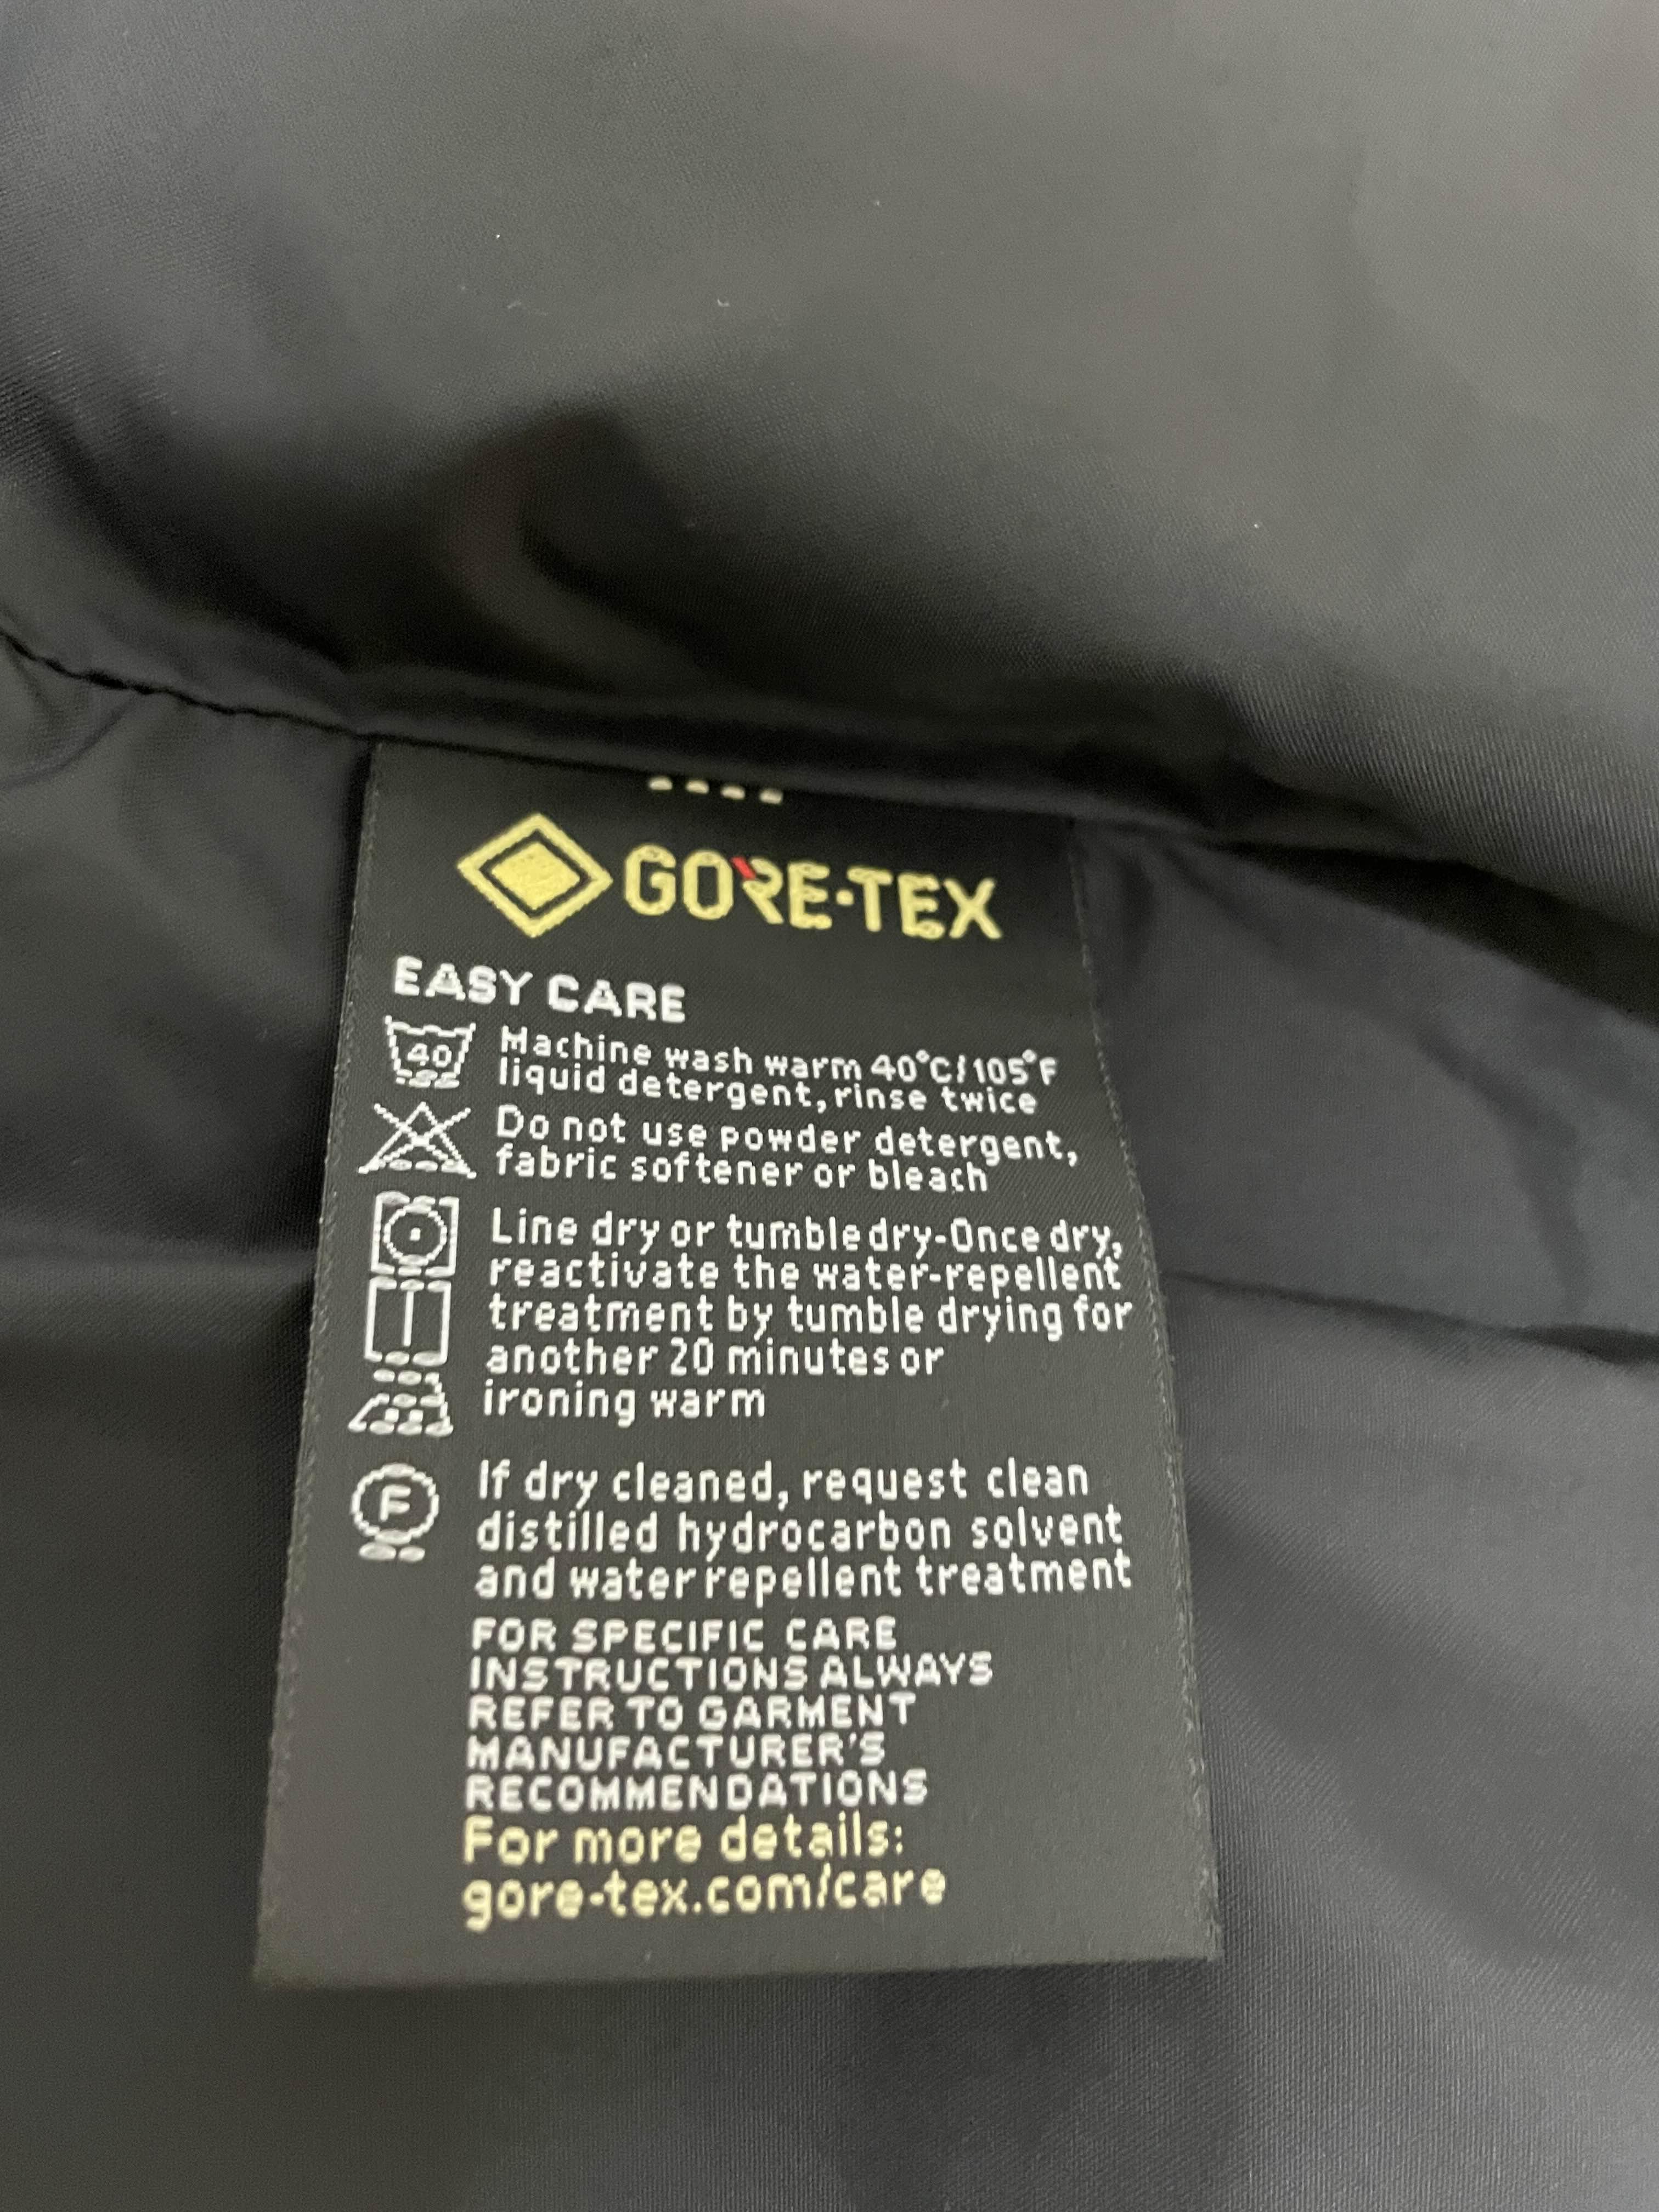 GORE-TEX
EASY CARE
40
Machine wash warm 40°C/105°F
liquid detergent, rinse twice
Do not use powder detergent,
fabric softener or bleach
Line dry or tumble dry-Once dry,
reactivate the water-repellent
treatment by tumble drying for
another 20 minutes or
ironing warm
F
If dry cleaned, request clean
distilled hydrocarbon solvent
and water repellent treatment
FOR SPECIFIC CARE
INSTRUCTIONS ALWAYS
REFER TO GARMENT
MANUFACTURER'S
RECOMMENDATIONS
For more details:
gore-tex.com/care